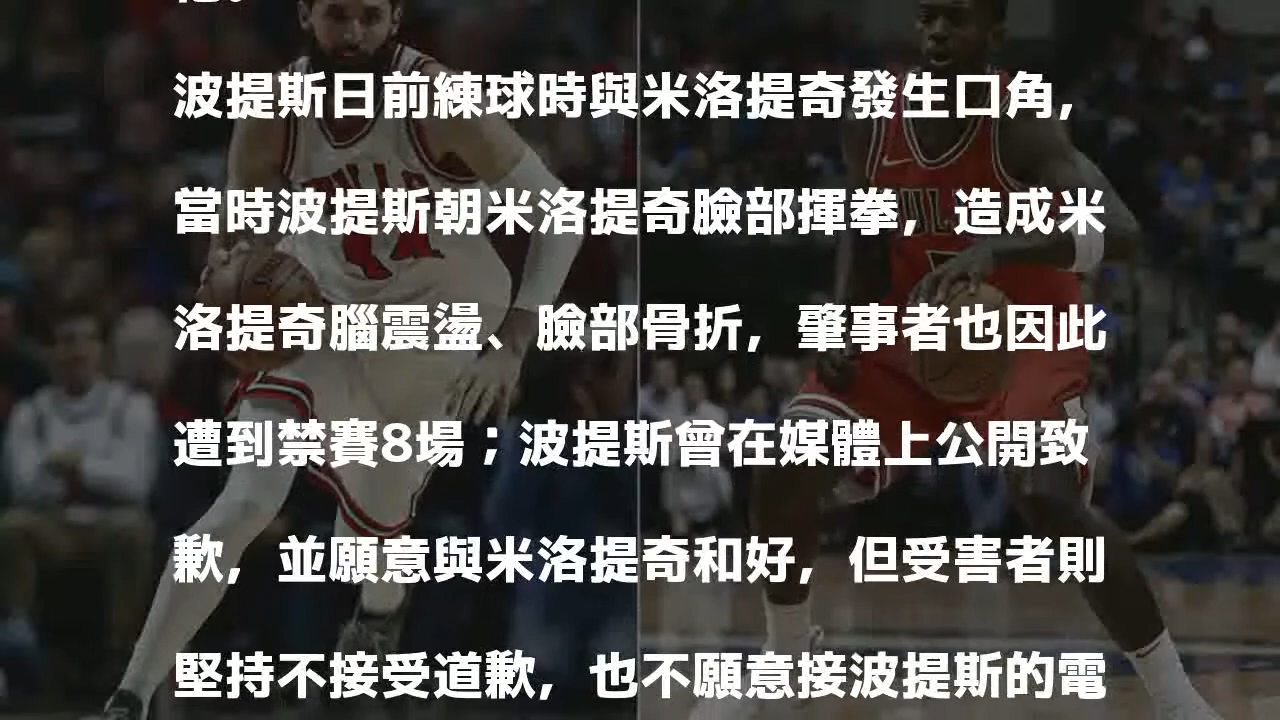 波提斯日前練球時與米洛提奇發生口角，
當時波提斯朝米洛提奇臉部揮拳，造成米
洛提奇腦震盪、臉部骨折，肇事者也因此
遭到禁賽8場；波提斯曾在媒體上公開致
歉，並願意與米洛提奇和好，但受害者則
堅持不接受道歉，也不願意接波提斯的電